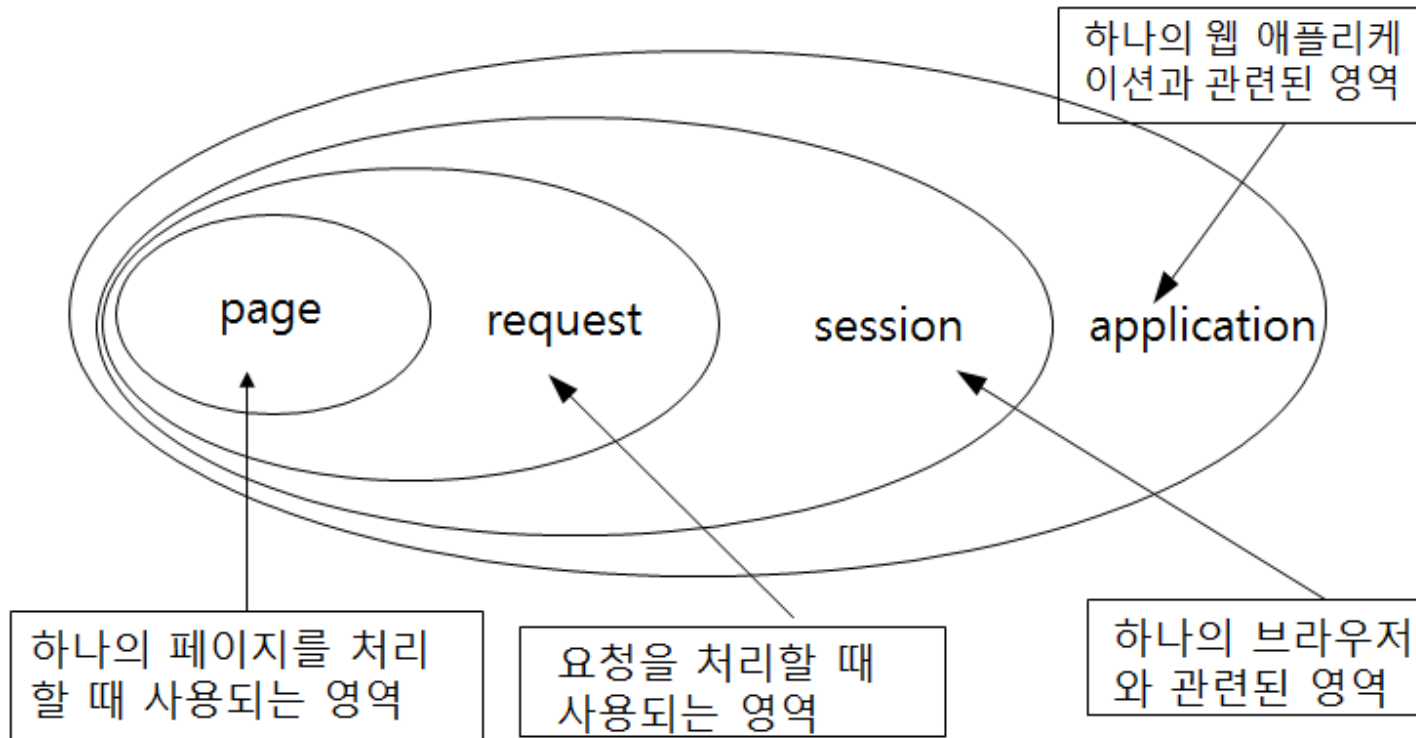 하나의 웹 애플리케
이션과 관련된 영역
page
request
session
application
하나의 페이지를 처리
할 때 사용되는 영역
요청을 처리할 때
사용되는 영역
하나의 브라우저
와 관련된 영역